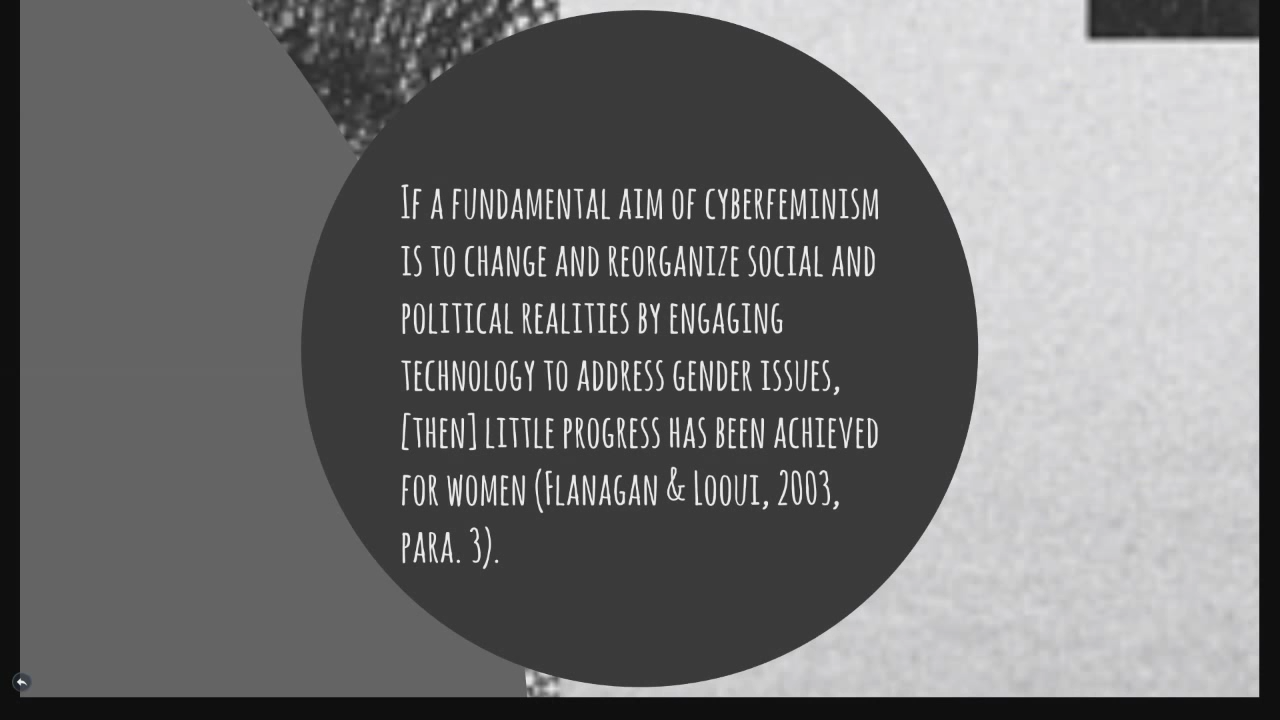 If a fundamental aim of cyberfeminism
is to change and reorganize social and
political realities by engaging
technology to address gender issues,
[then] little progress has been achieved
for women (Flanagan & Looui, 2003,
para. 3).